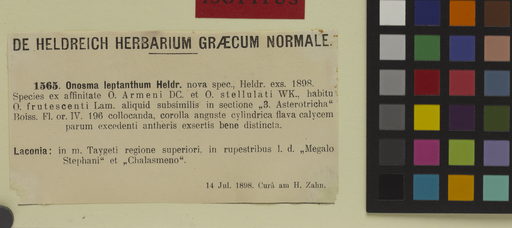 ISOTYPUS
DE HELDREICH HERBARIUM GRÆCUM NORMALE.
1565. Onosma leptanthum Heldr. nova spec., Heldr. exs. 1898.
Species ex affinitate O. Armeni DC. et O. stellulati WK., habitu
O. frutescenti Lam. aliquid subsimilis in sectione „3. Asterotricha“
Boiss. Fl. or. IV. 196 collocanda, corolla anguste cylindrica flava calycem
parum excedenti antheris exsertis bene distincta.
Laconia: in m. Taygeti regione superiori, in rupestribus l. d. „Megalo
Stephani“ et „Chalasmeno“.
14 Jul. 1898. Curâ am H. Zahn.